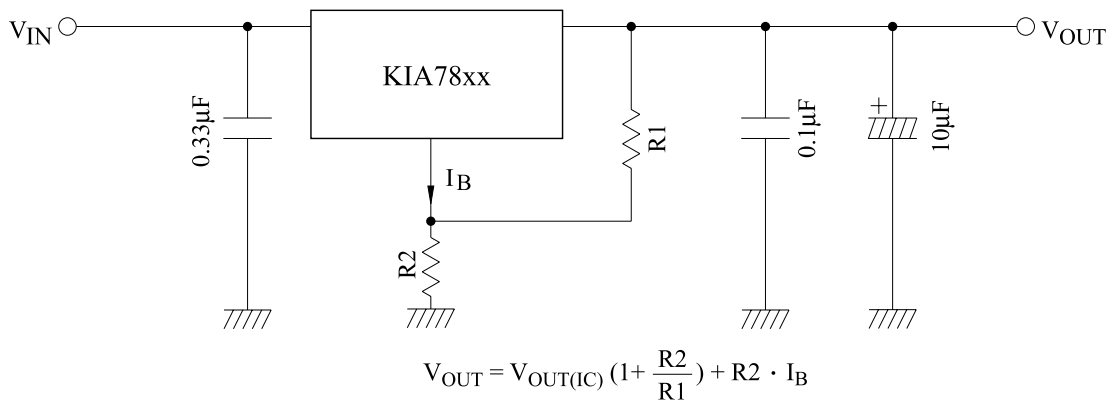 VIN
KIA78xx
VOUT
0.33μF
IB
R1
0.1μF
+
10μF
R2
VOUT = VOUT(IC) (1+ R2/R1) + R2 · IB